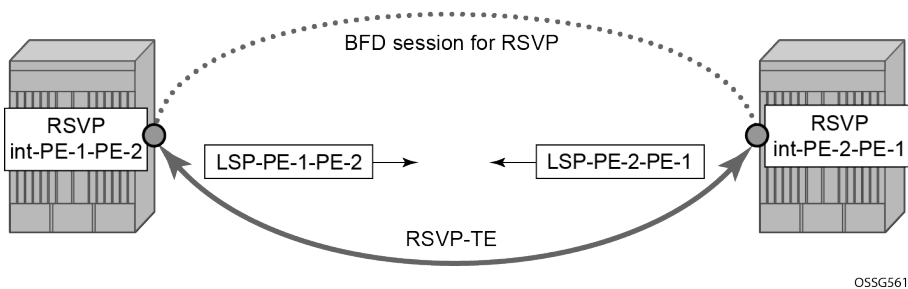 BFD session for RSVP
RSVP
int-PE-1-PE-2
LSP-PE-1-PE-2
LSP-PE-2-PE-1
RSVP
int-PE-2-PE-1
RSVP-TE
OSSG561